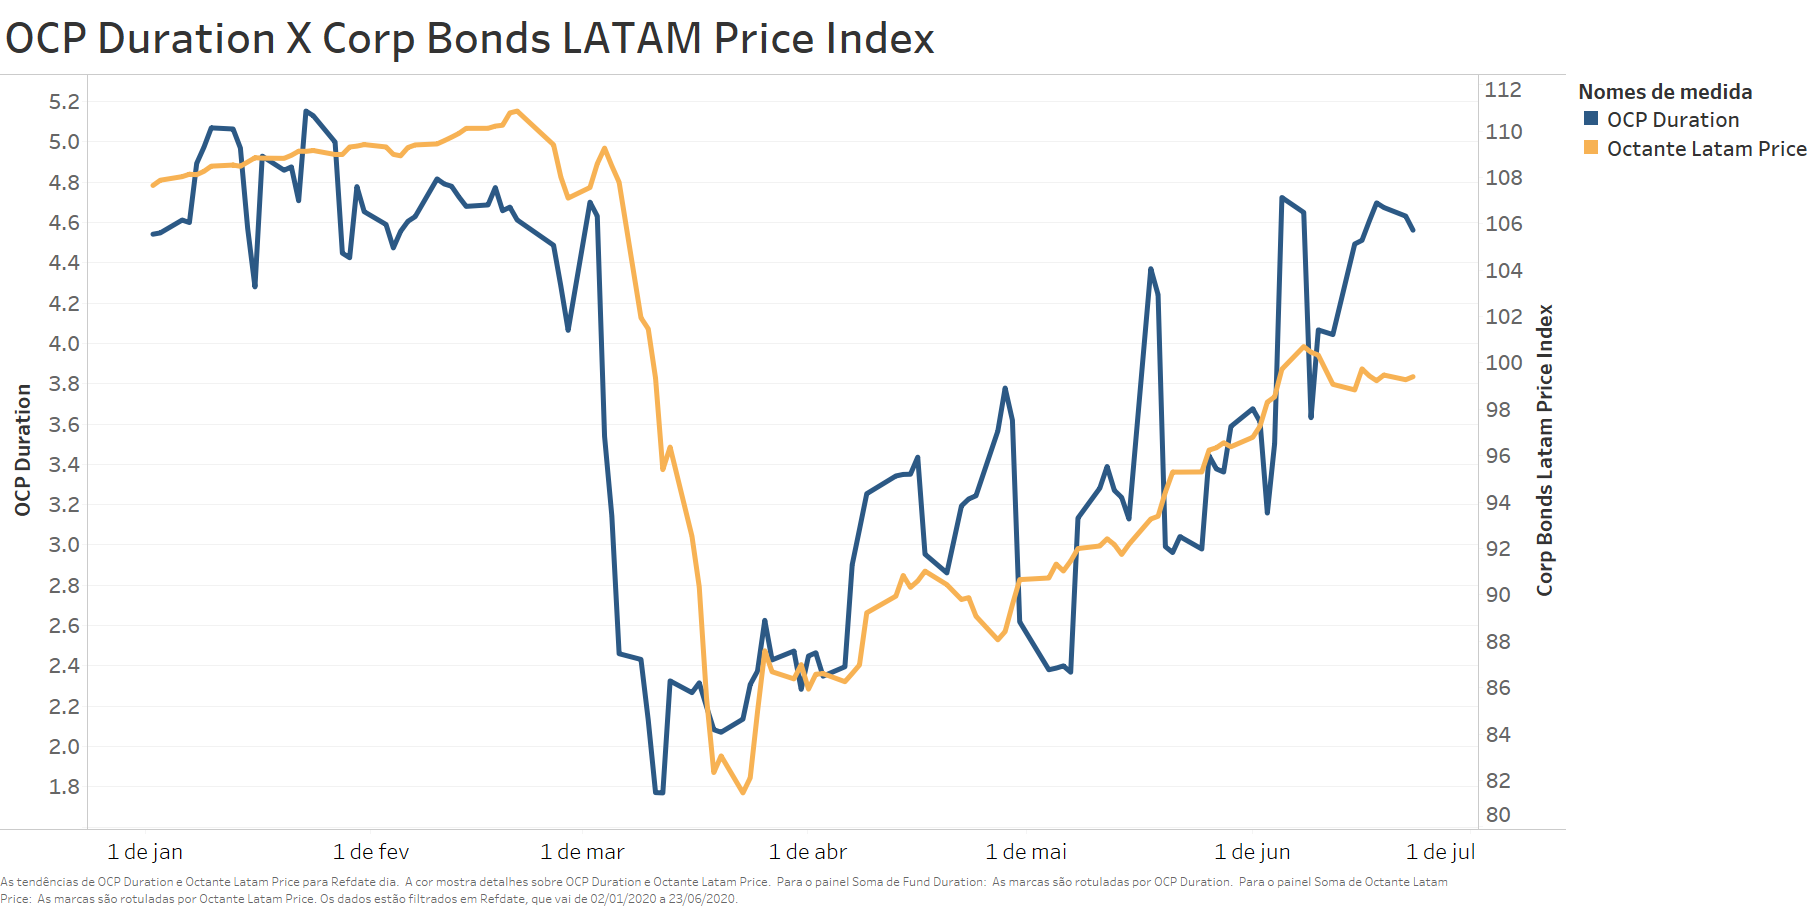 OCP Duration X Corp Bonds LATAM Price Index
5.2
5.0
4.8
4.6
4.4
4.2
4.0
3.8
3.6
3.4
3.2
3.0
2.8
2.6
2.4
2.2
2.0
1.8
OCP Duration
112
110
108
106
104
102
100
98
96
94
92
90
88
86
84
82
80
Corp Bonds Latam Price Index
Nomes de medida
OCP Duration
Octante Latam Price
1 de jan
1 de fev
1 de mar
1 de abr
1 de mai
1 de jun
1 de jul
As tendências de OCP Duration e Octante Latam Price para Refdate dia. A cor mostra detalhes sobre OCP Duration e Octante Latam Price. Para o painel Soma de Fund Duration: As marcas são rotuladas por OCP Duration. Para o painel Soma de Octante Latam
Price: As marcas são rotuladas por Octante Latam Price. Os dados estão filtrados em Refdate, que vai de 02/01/2020 a 23/06/2020.